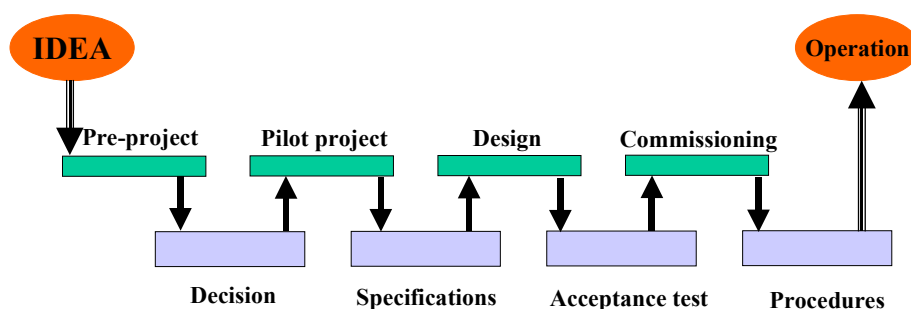 IDEA
Operation
Pre-project
Pilot project
Design
Commissioning
Decision
Specifications
Acceptance test
Procedures